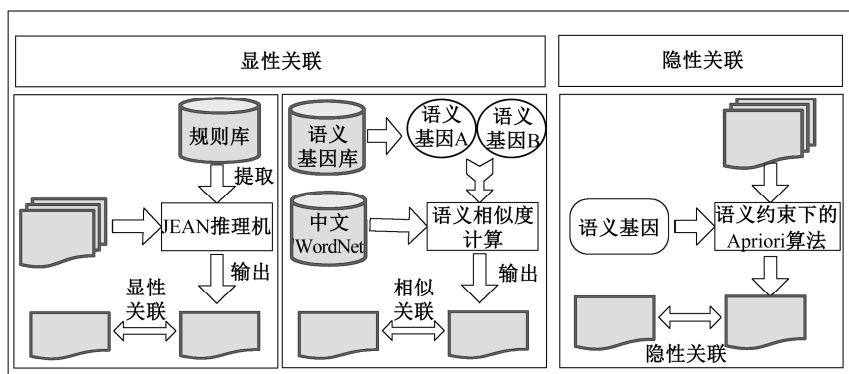 显性关联
隐性关联
规则库
提取
JEAN推理机
输出
显性
关联
语义
基因库
语义
基因A
语义
基因B
中文
WordNet
语义相似度
计算
输出
相似
关联
语义基因
语义约束下的
Apriori算法
隐性关联